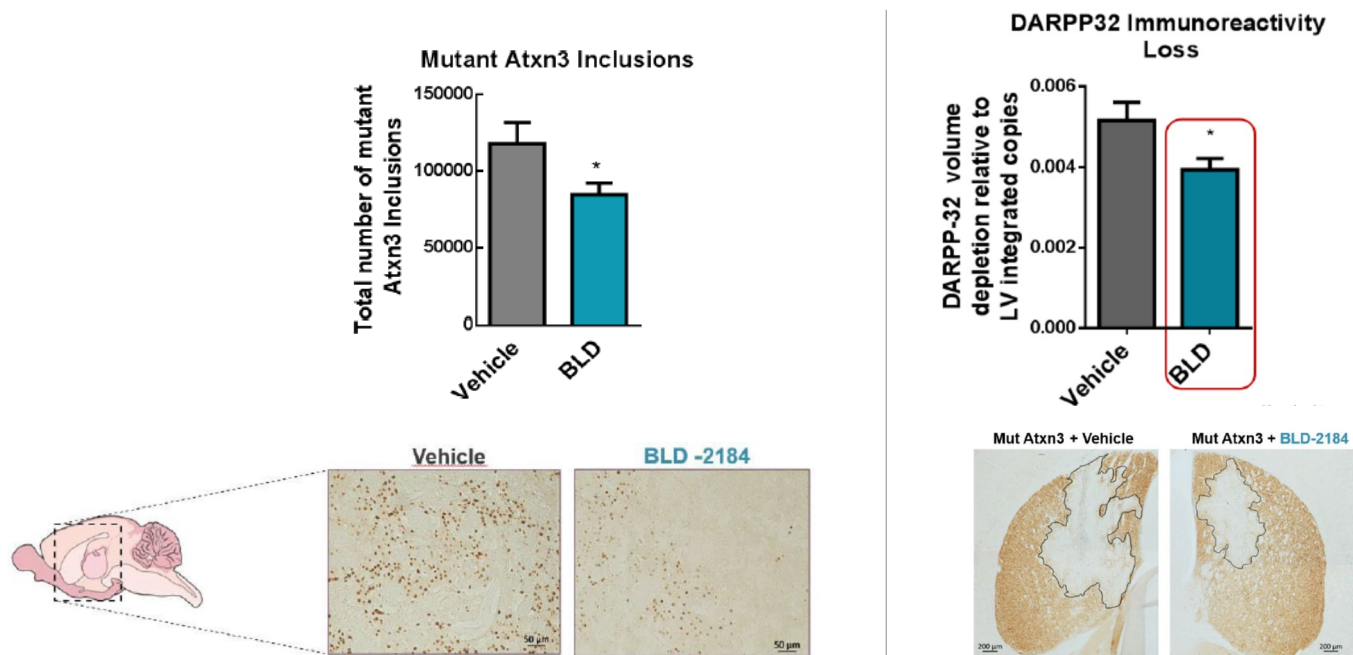 Mutant Atxn3 Inclusions
150000
100000
50000
0
Total number of mutant
Atxn3 Inclusions
*
Vehicle
BLD
Vehicle
BLD -2184
50 µm
50 µm
DARPP32 Immunoreactivity
Loss
0.006
0.004
0.002
0.000
DARPP-32 volume
depletion relative to
LV integrated copies
*
Vehicle
BLD
Mut Atxn3 + Vehicle
Mut Atxn3 + BLD-2184
200 µm
200 µm